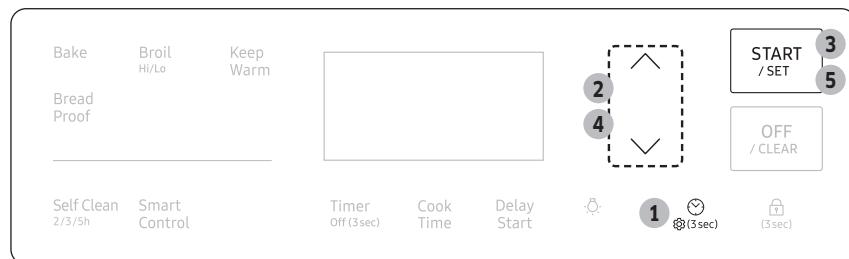 Bake
Broil
Hi/Lo
Keep
Warm
Bread
Proof
Self Clean
2/3/5h
Smart
Control
Timer
Off (3 sec)
Cook
Time
Delay
Start
2
4
1
(3 sec)
(3 sec)
START
/ SET
3
5
OFF
/ CLEAR